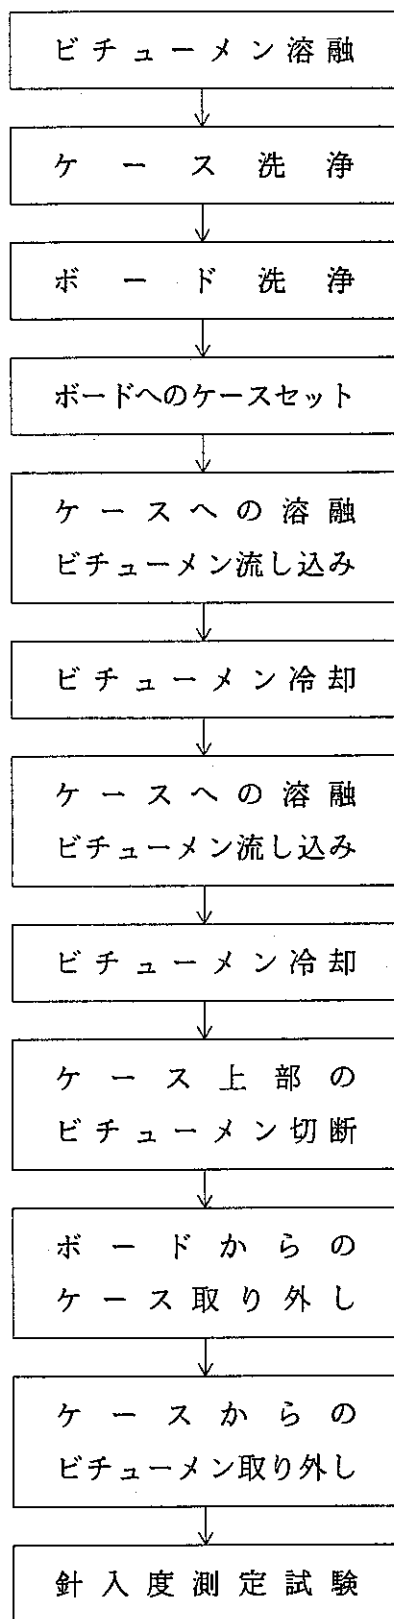 ビチューメン溶融
ケース洗浄
ボード洗浄
ボードへのケースセット
ケースへの溶融
ビチューメン流し込み
ビチューメン冷却
ケースへの溶融
ビチューメン流し込み
ビチューメン冷却
ケース上部の
ビチューメン切断
ボードからの
ケース取り外し
ケースからの
ビチューメン取り外し
針入度測定試験